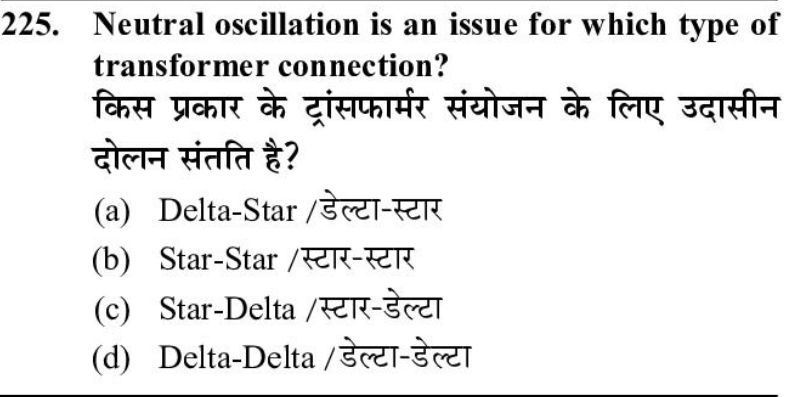 225. Neutral oscillation is an issue for which type of
transformer connection?
किस प्रकार के ट्रांसफार्मर संयोजन के लिए उदासीन
दोलन संतति है?
(a) Delta-Star /डेल्टा-स्टार
(b) Star-Star /स्टार-स्टार
(c) Star-Delta /स्टार-डेल्टा
(d) Delta-Delta /डेल्टा-डेल्टा